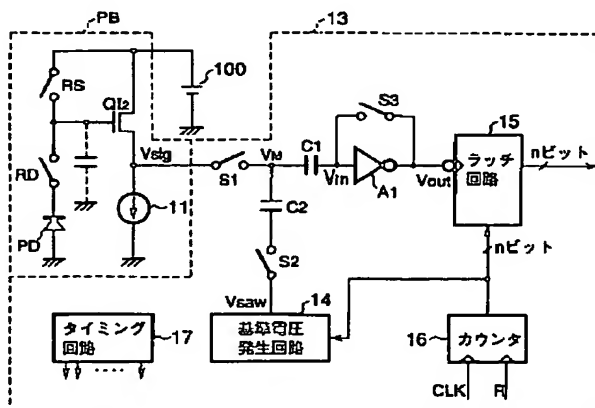 PB
13
RS
QI2
100
S3
15
Vsig
S1
VM
C1
Vin
A1
Vout
ラッチ
回路
nビット
RD
C2
PD
11
S2
nビット
Vsaw
14
タイミング
回路
17
基準電圧
発生回路
16
カウンタ
CLK
R